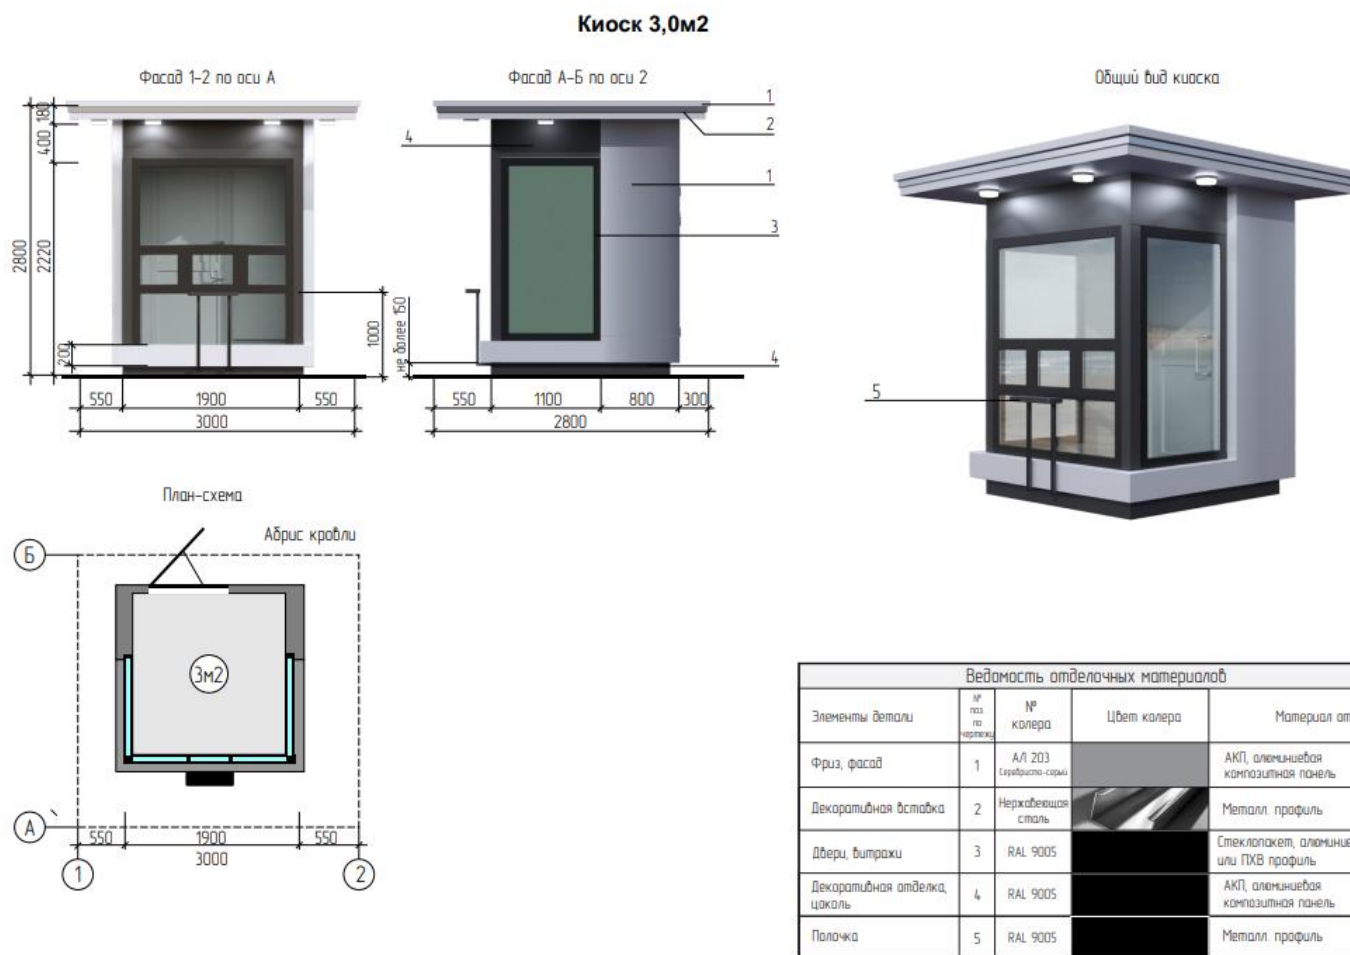 Киоск 3,0м2
Фасад 1-2 по оси А
Фасад А-Б по оси 2
Общий вид киоска
180
400
2800
2220
200
1000
550
1900
550
3000
4
1
2
1
3
4
не более 150
550
1100
800
300
2800
5
План-схема
Абрис кровли
Б
3м2
А
550
1900
550
3000
1
2
Ведомость отделочных материалов
Элементы детали
№ поз по чертежу
№ колера
Цвет колера
Материал от
Фриз, фасад
1
АЛ 203
Серебристо-серый
АКП, алюминиевая
композитная панель
Декоративная вставка
2
Нержавеющая
сталь
Металл. профиль
Двери, витражи
3
RAL 9005
Стеклопакет, алюминие
или ПХВ профиль
Декоративная отделка,
цоколь
4
RAL 9005
АКП, алюминиевая
композитная панель
Полочка
5
RAL 9005
Металл. профиль